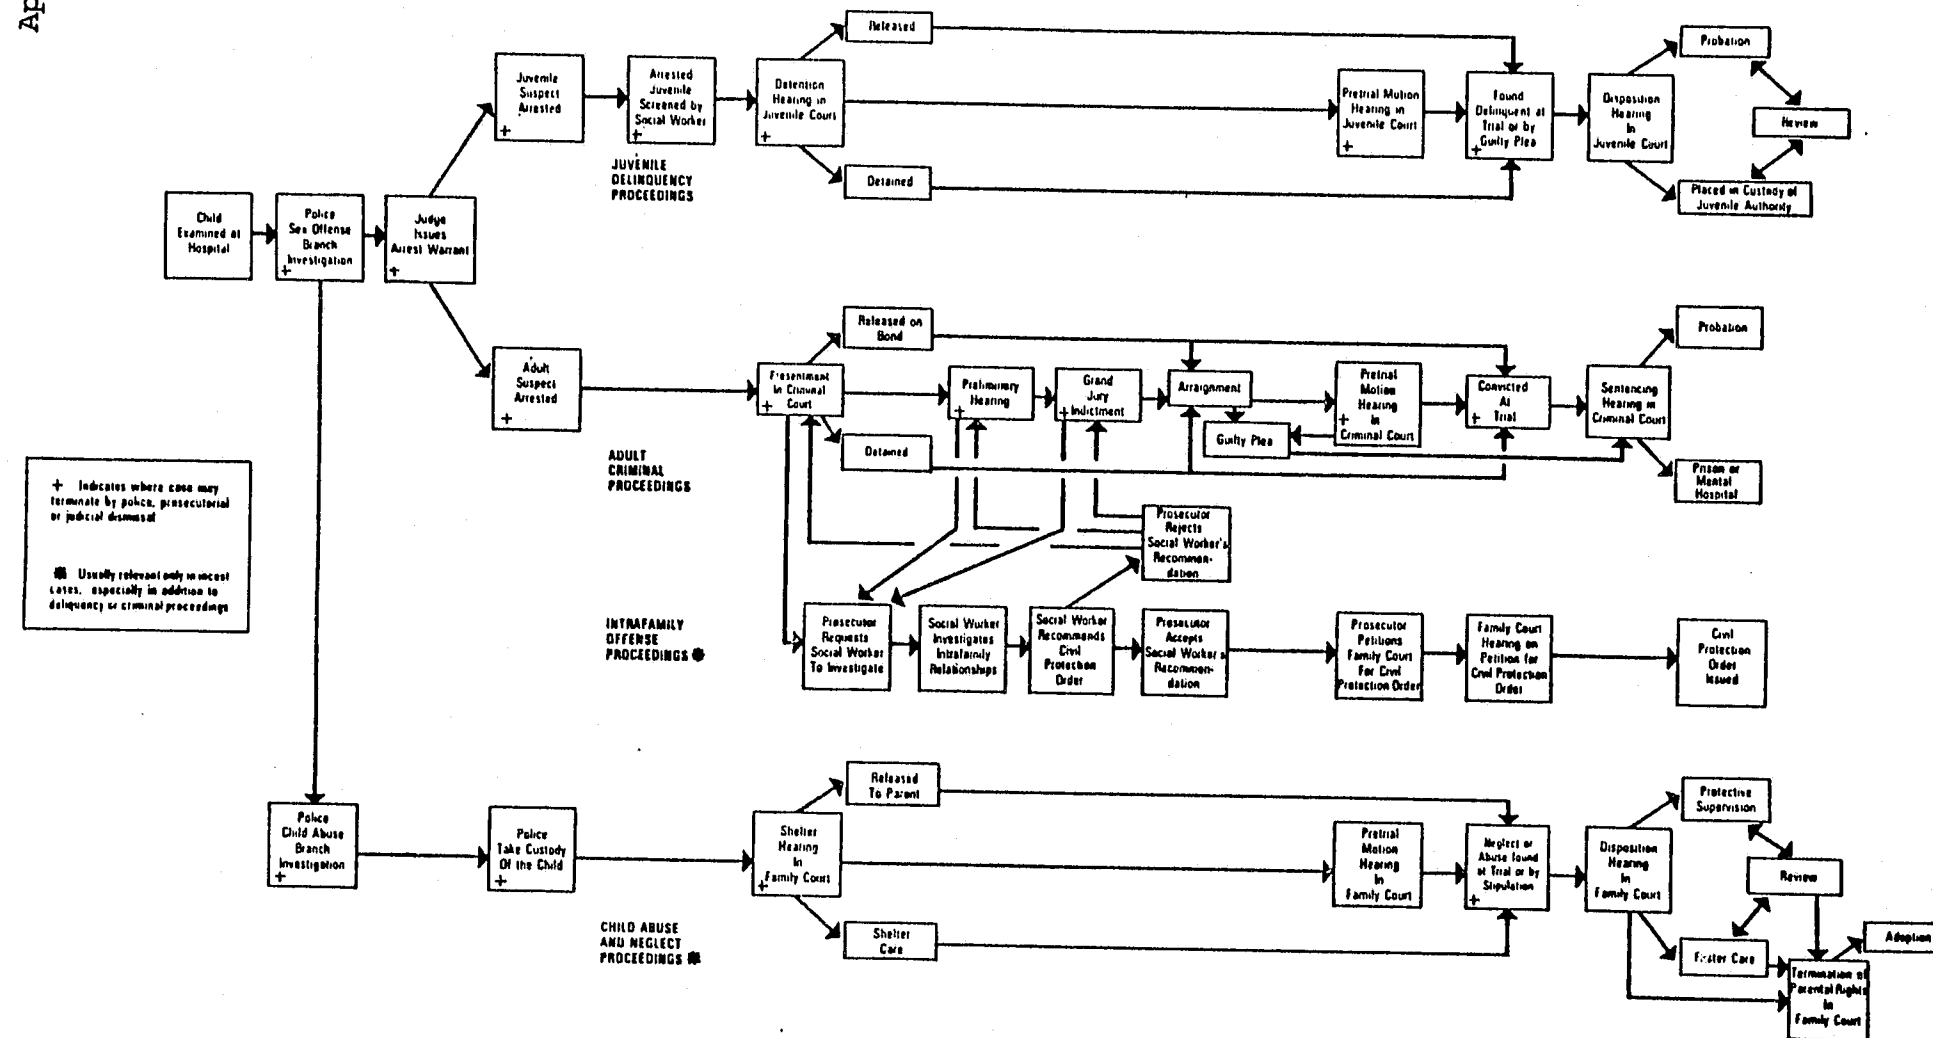 Ap
Released
Juvenile
Suspect
Arrested
+
Arrested
Juvenile
Screened by
Social Worker
+
Detention
Hearing in
Juvenile Court
+
Detained
JUVENILE
DELINQUENCY
PROCEEDINGS
Pretrial Motion
Hearing in
Juvenile Court
+
Found
Delinquent at
Trial or by
Guilty Plea
+
Disposition
Hearing
In
Juvenile Court
Probation
Review
Placed in Custody of
Juvenile Authority
Child
Examined at
Hospital
Police
Sex Offense
Branch
Investigation
+
Judge
Issues
Arrest Warrant
+
Adult
Suspect
Arrested
+
ADULT
CRIMINAL
PROCEEDINGS
Presentment
In Criminal
Court
+
Released on
Bond
Detained
Preliminary
Hearing
+
Grand
Jury
Indictment
+
Arraignment
Guilty Plea
Pretrial
Motion
Hearing
In
Criminal Court
+
Convicted
At
Trial
+
Sentencing
Hearing in
Criminal Court
Probation
Prison or
Mental
Hospital
+ Indicates where case may
terminate by police, prosecutorial
or judicial dismissal
✱ Usually relevant only in incest
cases, especially in addition to
deliquency or criminal proceedings
Prosecutor
Rejects
Social Worker's
Recommen-
dation
INTRAFAMILY
OFFENSE
PROCEEDINGS ✱
Prosecutor
Requests
Social Worker
To Investigate
Social Worker
Investigates
Intrafamily
Relationships
Social Worker
Recommends
Civil
Protection
Order
Prosecutor
Accepts
Social Worker's
Recommen-
dation
Prosecutor
Petitions
Family Court
For Civil
Protection Order
Family Court
Hearing on
Petition for
Civil Protection
Order
Civil
Protection
Order
Issued
Police
Child Abuse
Branch
Investigation
+
Police
Take Custody
Of the Child
+
CHILD ABUSE
AND NEGLECT
PROCEEDINGS ✱
Shelter
Hearing
In
Family Court
+
Released
To Parent
Shelter
Care
Pretrial
Motion
Hearing
In
Family Court
Neglect or
Abuse found
at Trial or by
Stipulation
+
Disposition
Hearing
In
Family Court
Protective
Supervision
Review
Foster Care
Termination of
Parental Rights
In
Family Court
Adoption